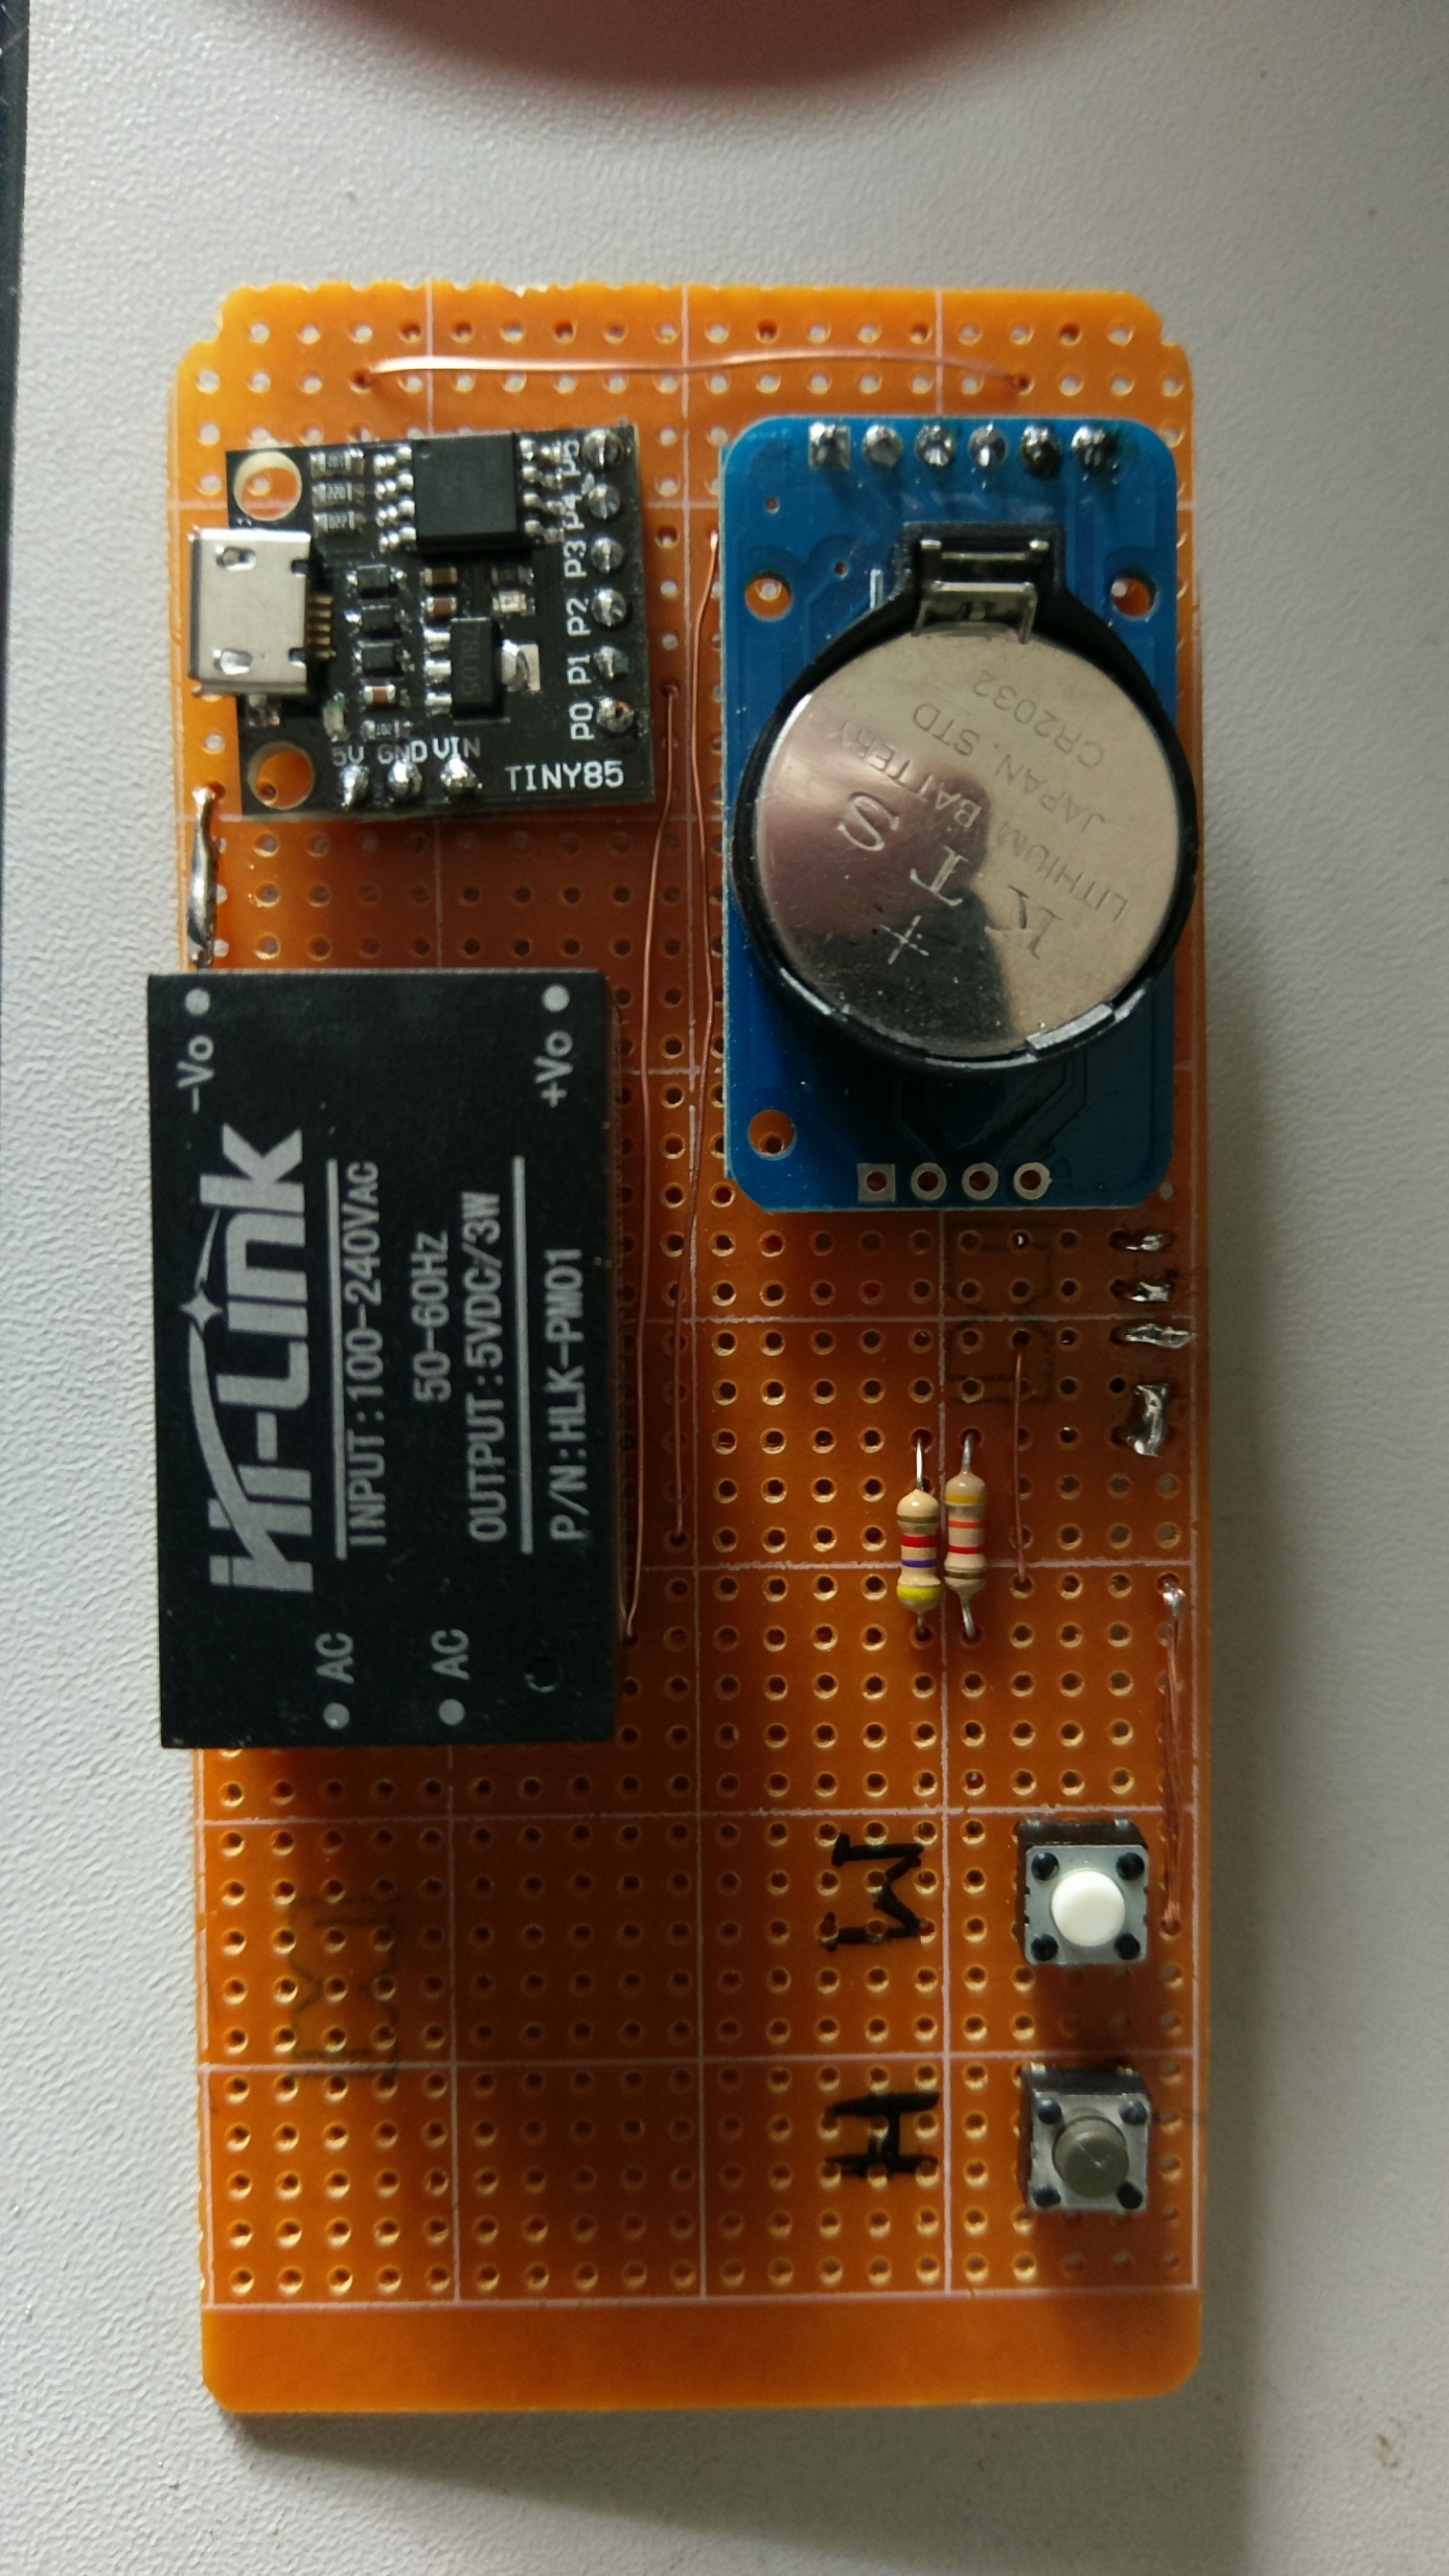 P5
P4
P3
P2
P1
P0
5V GND VIN
TINY85
KTS
+
LITHIUM BATTERY
JAPAN. STD
CR2032
-Vo
+Vo
Hi-Link
INPUT:100-240VAC
50-60Hz
OUTPUT:5VDC/3W
P/N:HLK-PM01
AC
AC
M
H